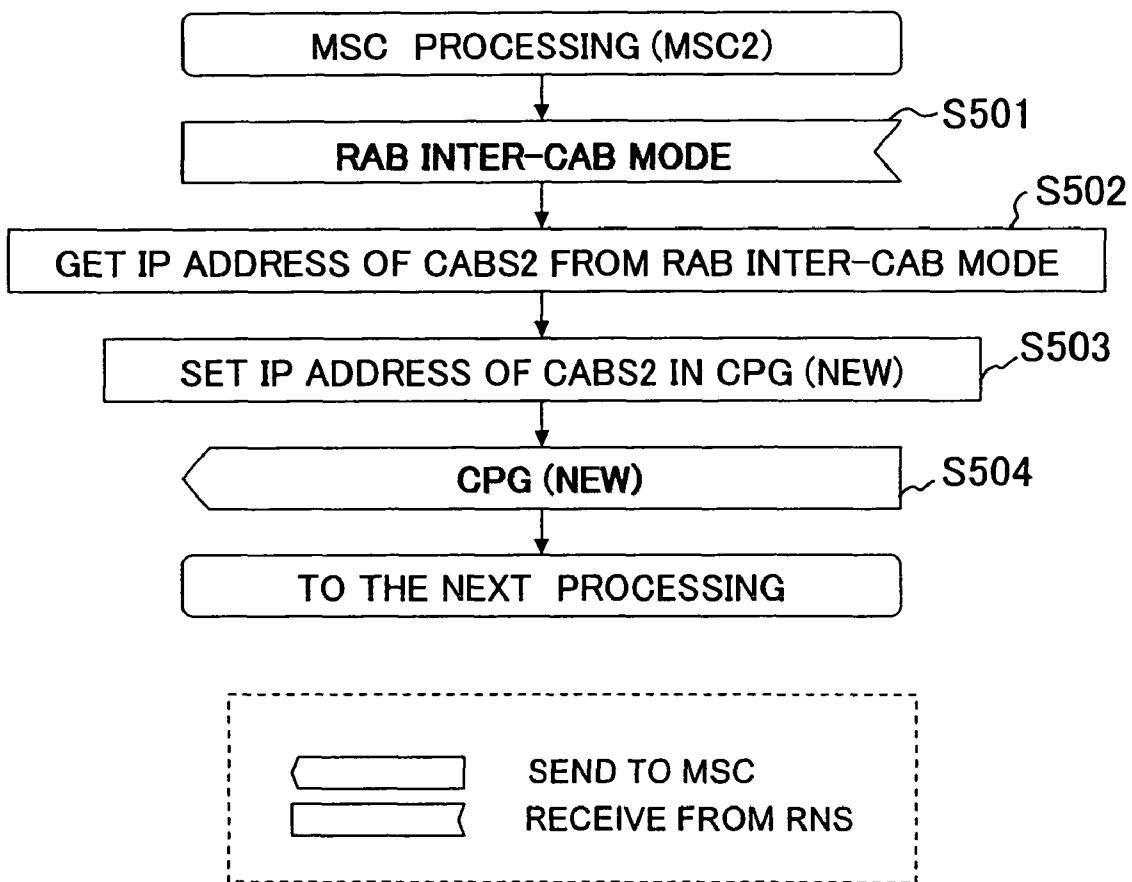 MSC PROCESSING (MSC2)
S501
RAB INTER-CAB MODE
S502
GET IP ADDRESS OF CABS2 FROM RAB INTER-CAB MODE
S503
SET IP ADDRESS OF CABS2 IN CPG (NEW)
CPG (NEW)
S504
TO THE NEXT PROCESSING
SEND TO MSC
RECEIVE FROM RNS